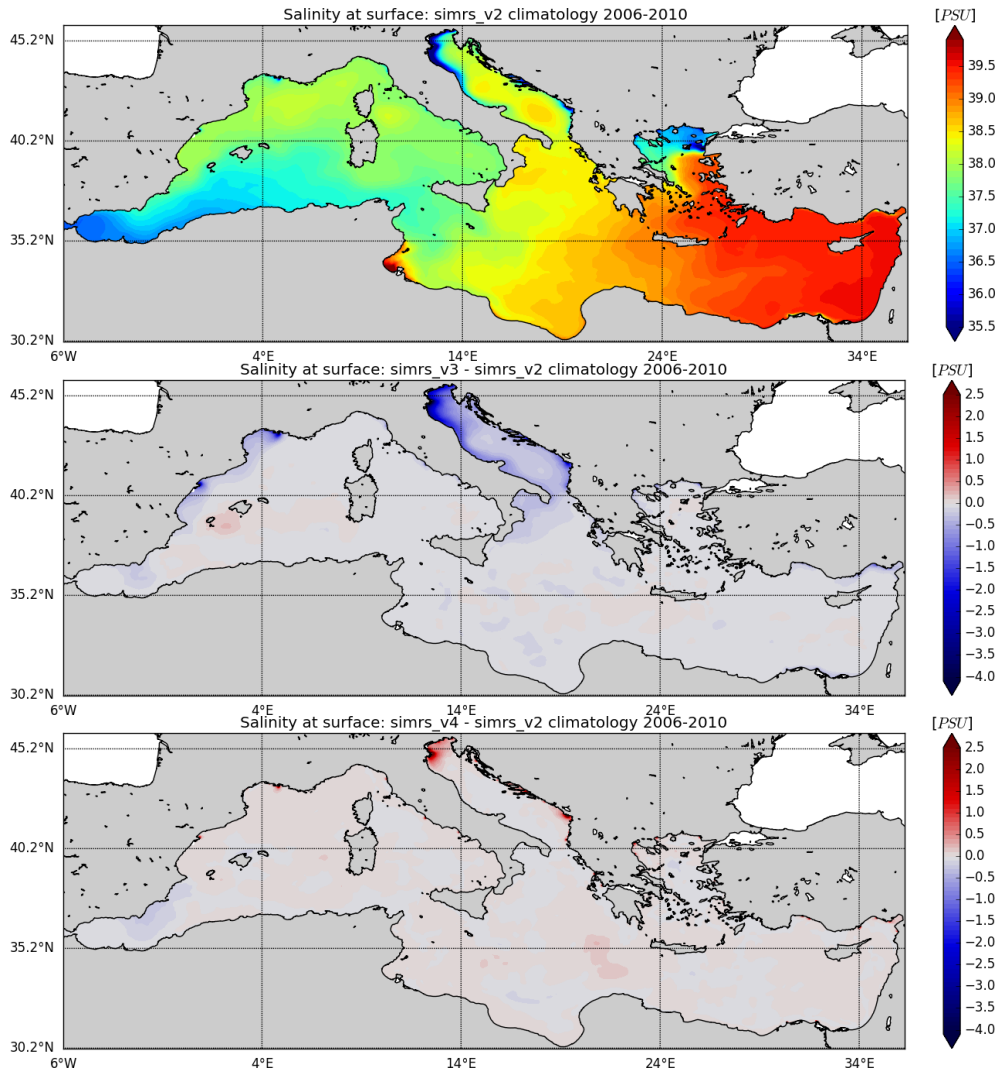 Salinity at surface: simrs_v2 climatology 2006-2010
[PSU]
45.2°N
40.2°N
35.2°N
30.2°N
6°W 4°E 14°E 24°E 34°E
39.5
39.0
38.5
38.0
37.5
37.0
36.5
36.0
35.5
Salinity at surface: simrs_v3 - simrs_v2 climatology 2006-2010
[PSU]
45.2°N
40.2°N
35.2°N
30.2°N
6°W 4°E 14°E 24°E 34°E
2.5
2.0
1.5
1.0
0.5
0.0
−0.5
−1.0
−1.5
−2.0
−2.5
−3.0
−3.5
−4.0
Salinity at surface: simrs_v4 - simrs_v2 climatology 2006-2010
[PSU]
45.2°N
40.2°N
35.2°N
30.2°N
6°W 4°E 14°E 24°E 34°E
2.5
2.0
1.5
1.0
0.5
0.0
−0.5
−1.0
−1.5
−2.0
−2.5
−3.0
−3.5
−4.0